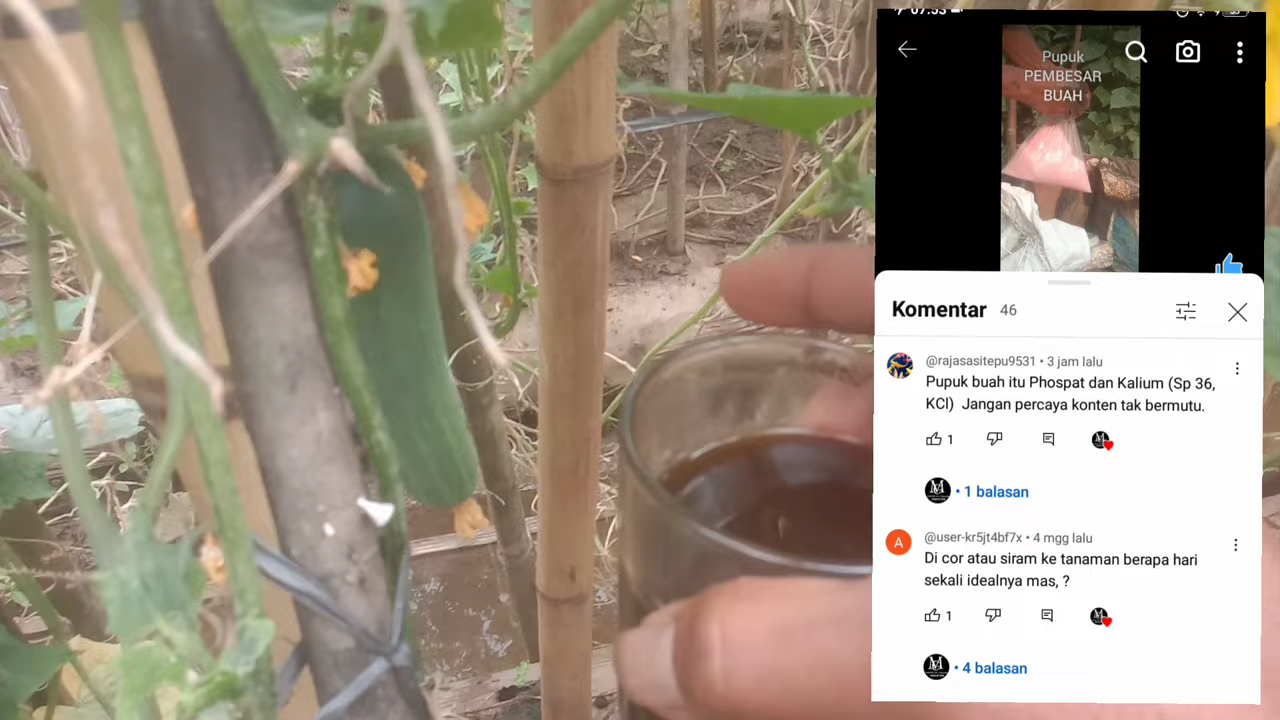 07.53
Pupuk
PEMBESAR
BUAH
Komentar 46
@rajasasitepu9531 • 3 jam lalu
Pupuk buah itu Phospat dan Kalium (Sp 36,
KCl) Jangan percaya konten tak bermutu.
1
• 1 balasan
A
@user-kr5jt4bf7x • 4 mgg lalu
Di cor atau siram ke tanaman berapa hari
sekali idealnya mas, ?
1
• 4 balasan